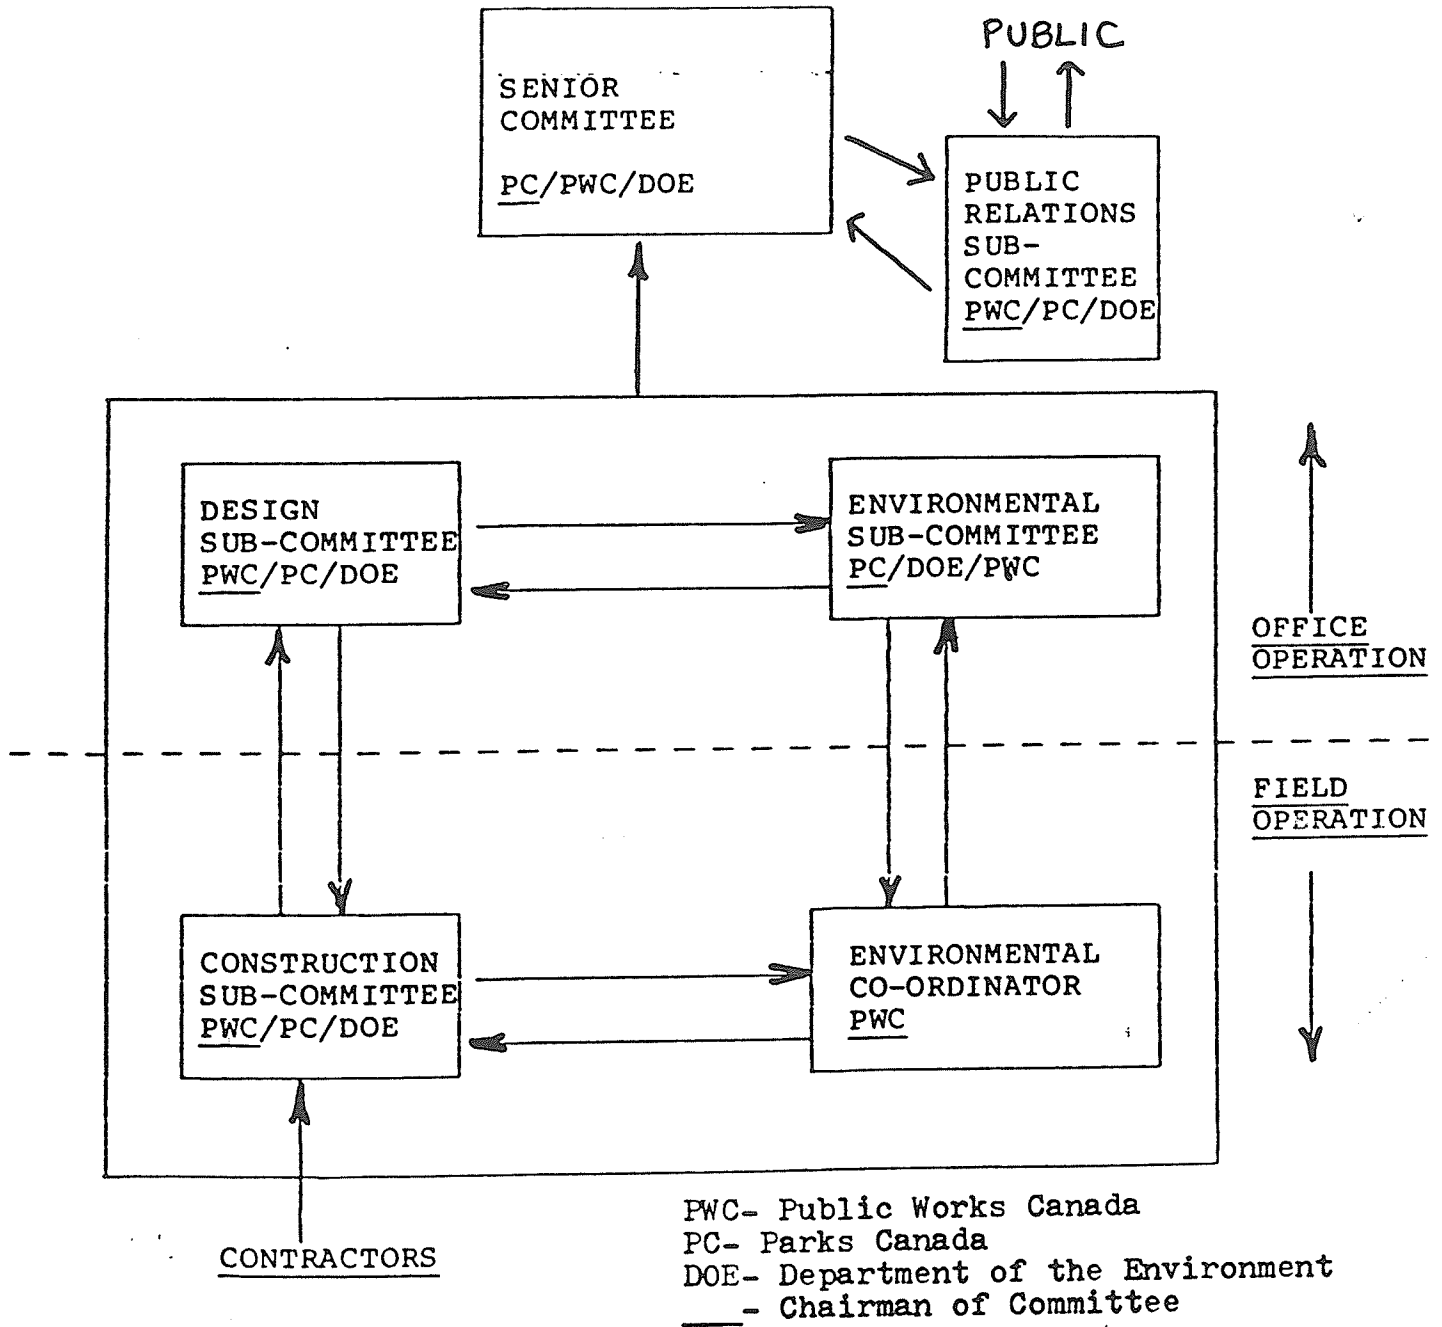 PUBLIC
SENIOR
COMMITTEE
PC/PWC/DOE
PUBLIC
RELATIONS
SUB-
COMMITTEE
PWC/PC/DOE
DESIGN
SUB-COMMITTEE
PWC/PC/DOE
ENVIRONMENTAL
SUB-COMMITTEE
PC/DOE/PWC
OFFICE
OPERATION
FIELD
OPERATION
CONSTRUCTION
SUB-COMMITTEE
PWC/PC/DOE
ENVIRONMENTAL
CO-ORDINATOR
PWC
CONTRACTORS
PWC- Public Works Canada
PC- Parks Canada
DOE- Department of the Environment
- Chairman of Committee